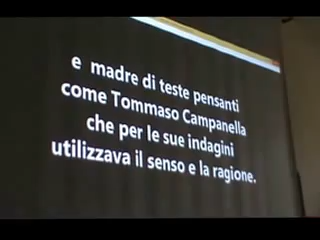 e madre di teste pensanti
come Tommaso Campanella
che per le sue indagini
utilizzava il senso e la ragione.